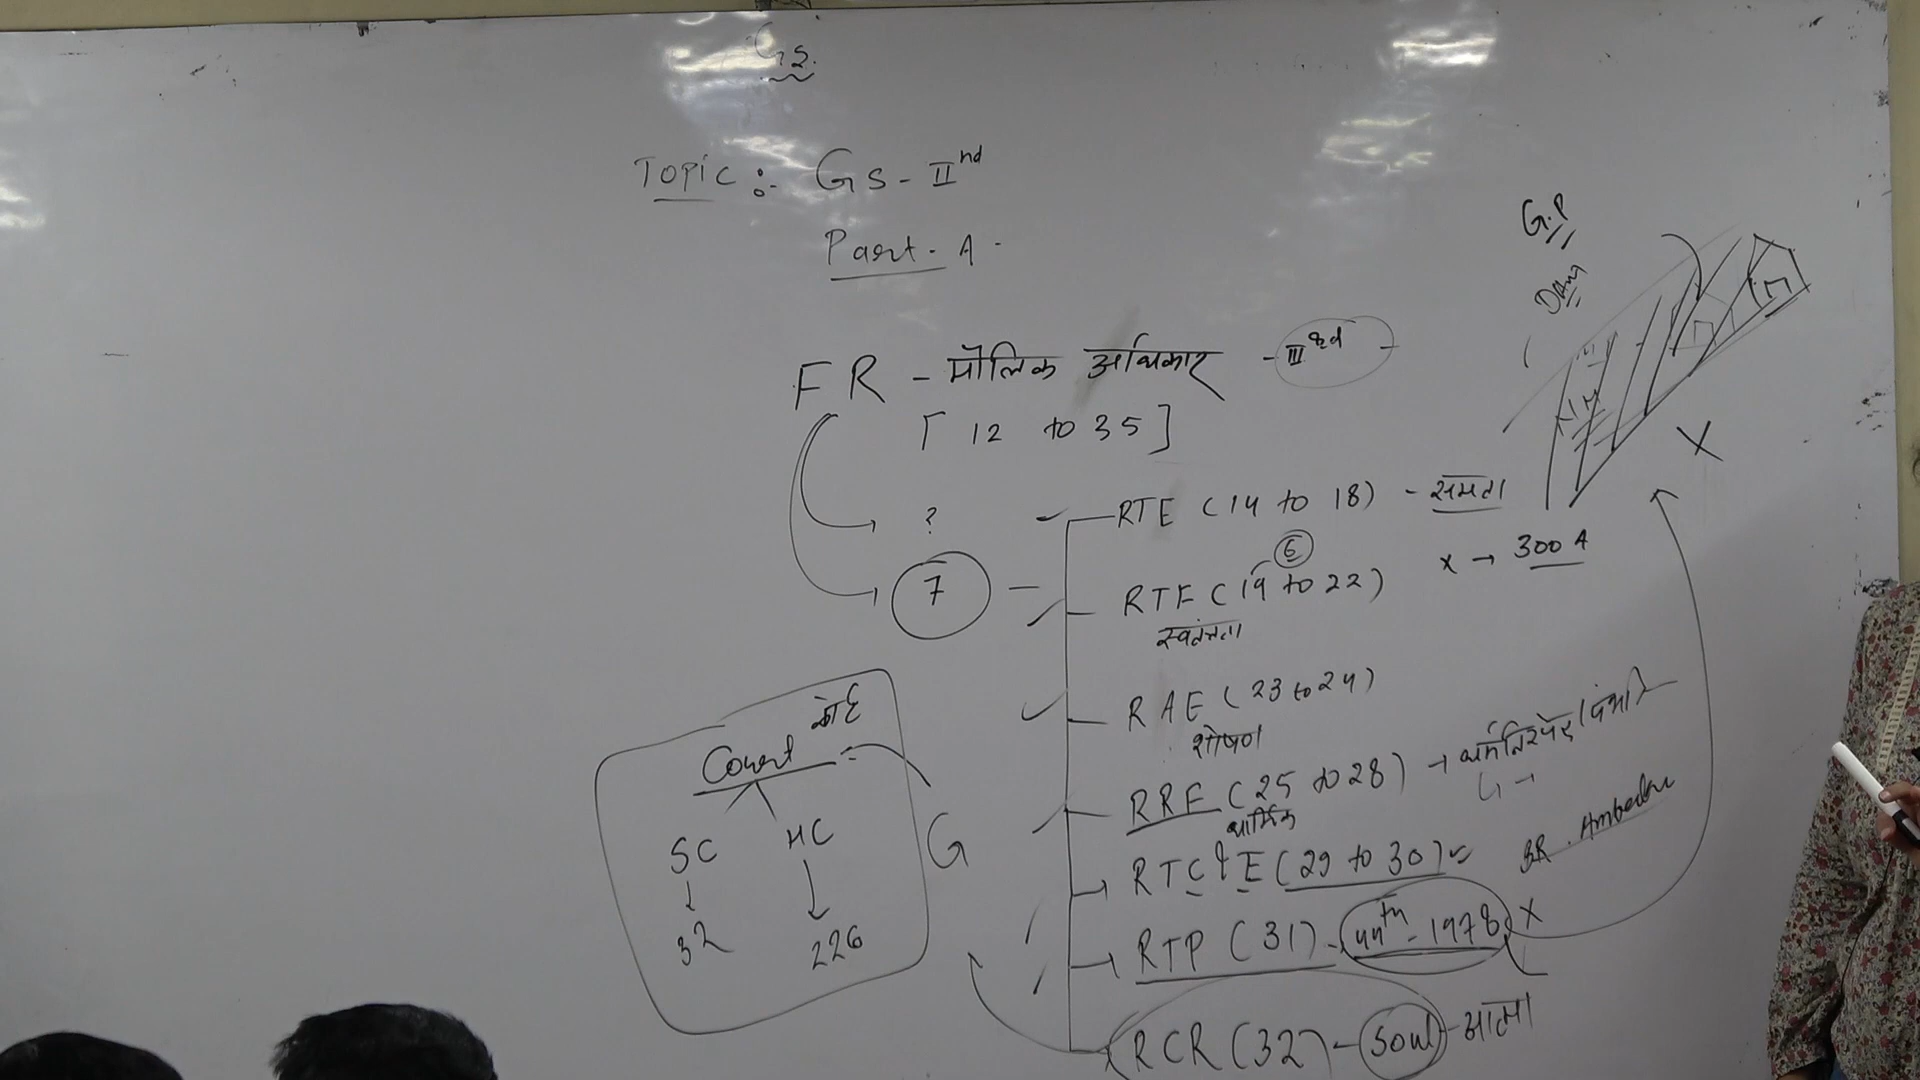 GS.
Topic :- GS - IInd
Part - A -
FR - मौलिक अधिकार - III
[ 12 to 35 ]
?
7
RTE ( 14 to 18 ) - समता
6
RTF ( 19 to 22 )
स्वतंत्रता
x → 300 A
RAE ( 23 to 24 )
शोषण
RRF ( 25 to 28 ) →
धार्मिक
RTC & E ( 29 to 30 )
BR. Ambedkar
RTP ( 31 ) - 44th - 1978 X
RCR ( 32 ) - Soul - आत्मा
कोर्ट
Court
SC HC
32 226
G
G.P
X